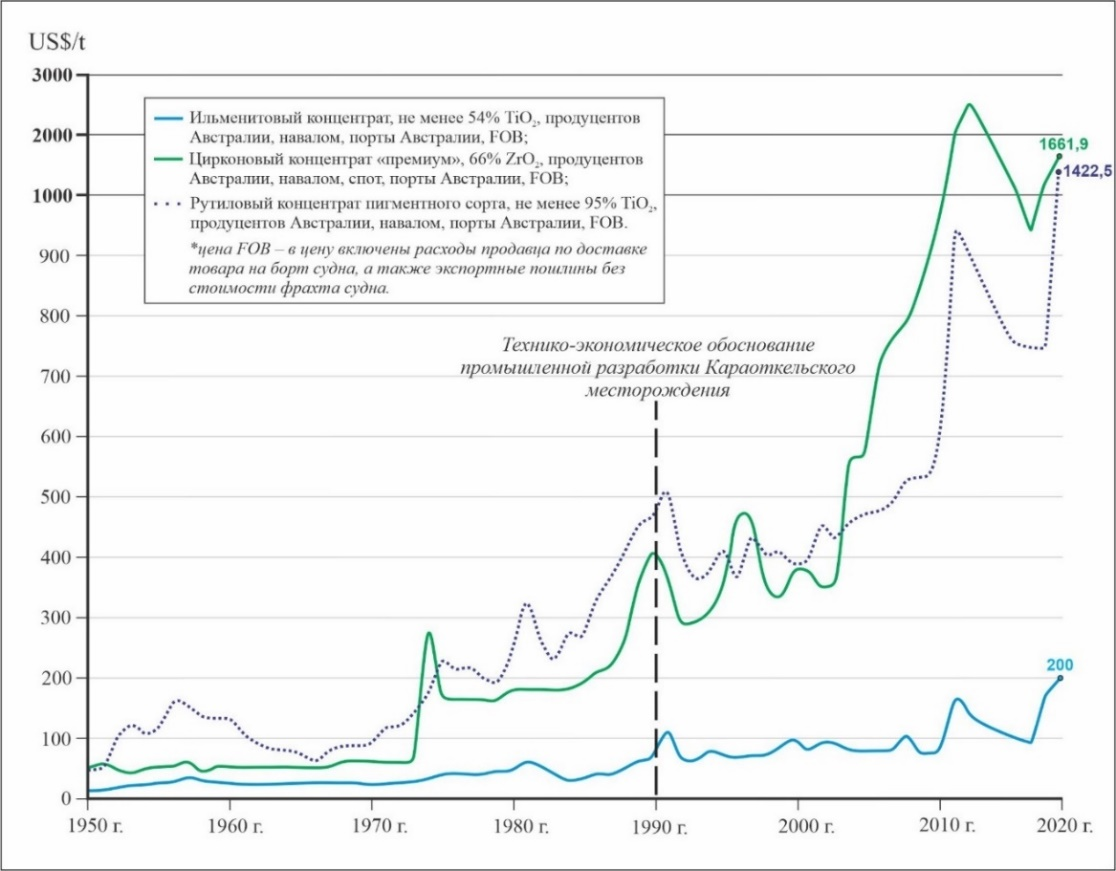 US$/t
3000
2000
1000
900
800
700
600
500
400
300
200
100
0
Ильменитовый концентрат, не менее 54% TiO₂, продуцентов
Австралии, навалом, порты Австралии, FOB;
Цирконовый концентрат «премиум», 66% ZrO₂, продуцентов
Австралии, навалом, спот, порты Австралии, FOB;
Рутиловый концентрат пигментного сорта, не менее 95% TiO₂,
продуцентов Австралии, навалом, порты Австралии, FOB.
*цена FOB – в цену включены расходы продавца по доставке
товара на борт судна, а также экспортные пошлины без
стоимости фрахта судна.
Технико-экономическое обоснование
промышленной разработки Караоткельского
месторождения
1661,9
1422,5
200
1950 г. 1960 г. 1970 г. 1980 г. 1990 г. 2000 г. 2010 г. 2020 г.